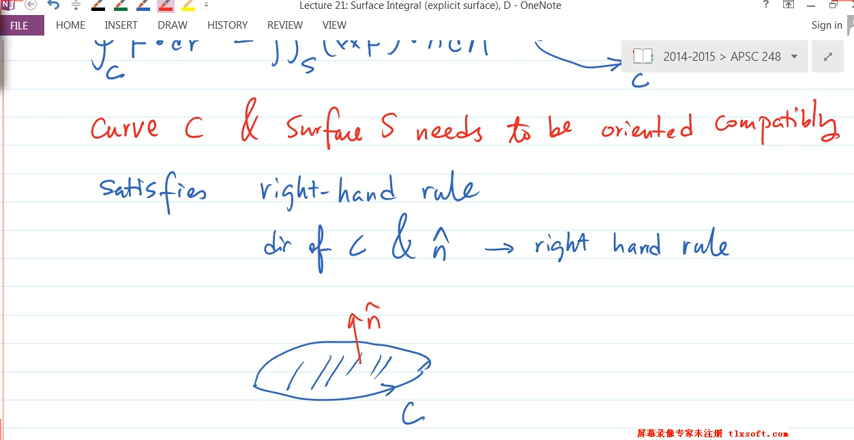 Lecture 21: Surface Integral (explicit surface), D - OneNote
FILE HOME INSERT DRAW HISTORY REVIEW VIEW Sign in
2014-2015 > APSC 248
C S C
curve C & surface S needs to be oriented compatibly
satisfies right-hand rule
dir of C & n̂ → right hand rule
n̂
C
屏幕录像专家未注册 tlxsoft.com